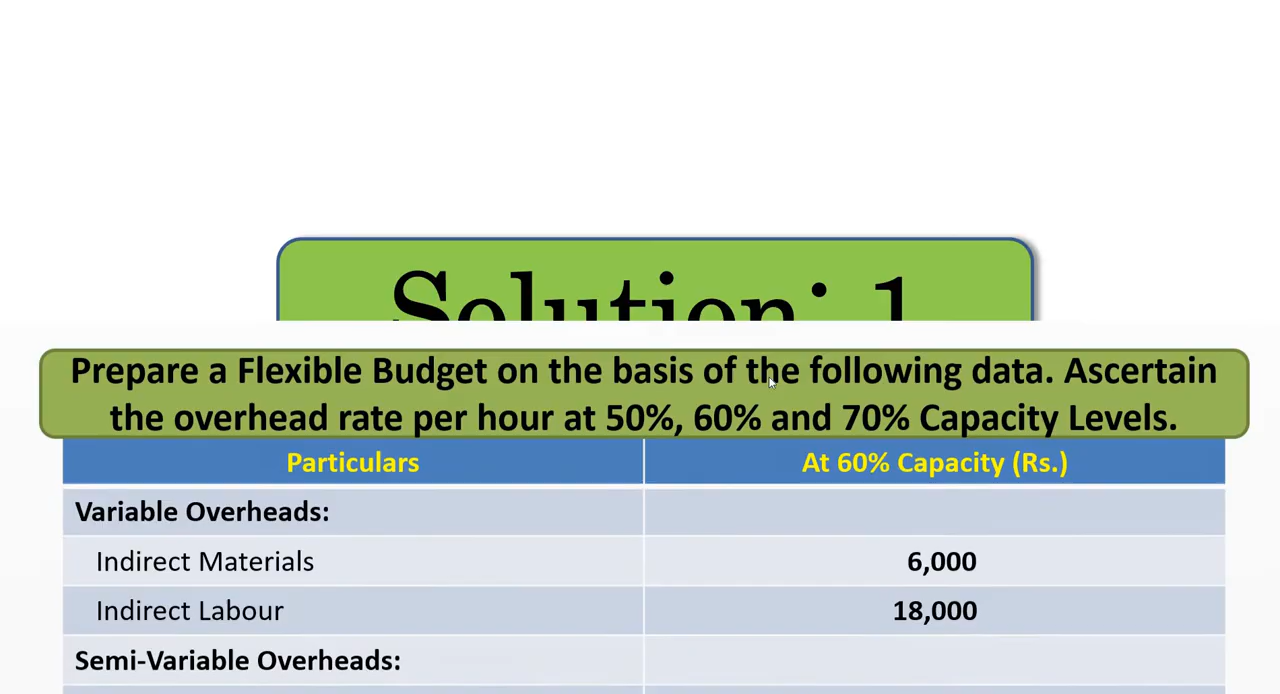 Solution: 1
Prepare a Flexible Budget on the basis of the following data. Ascertain
the overhead rate per hour at 50%, 60% and 70% Capacity Levels.
Particulars At 60% Capacity (Rs.)
Variable Overheads:
Indirect Materials 6,000
Indirect Labour 18,000
Semi-Variable Overheads: